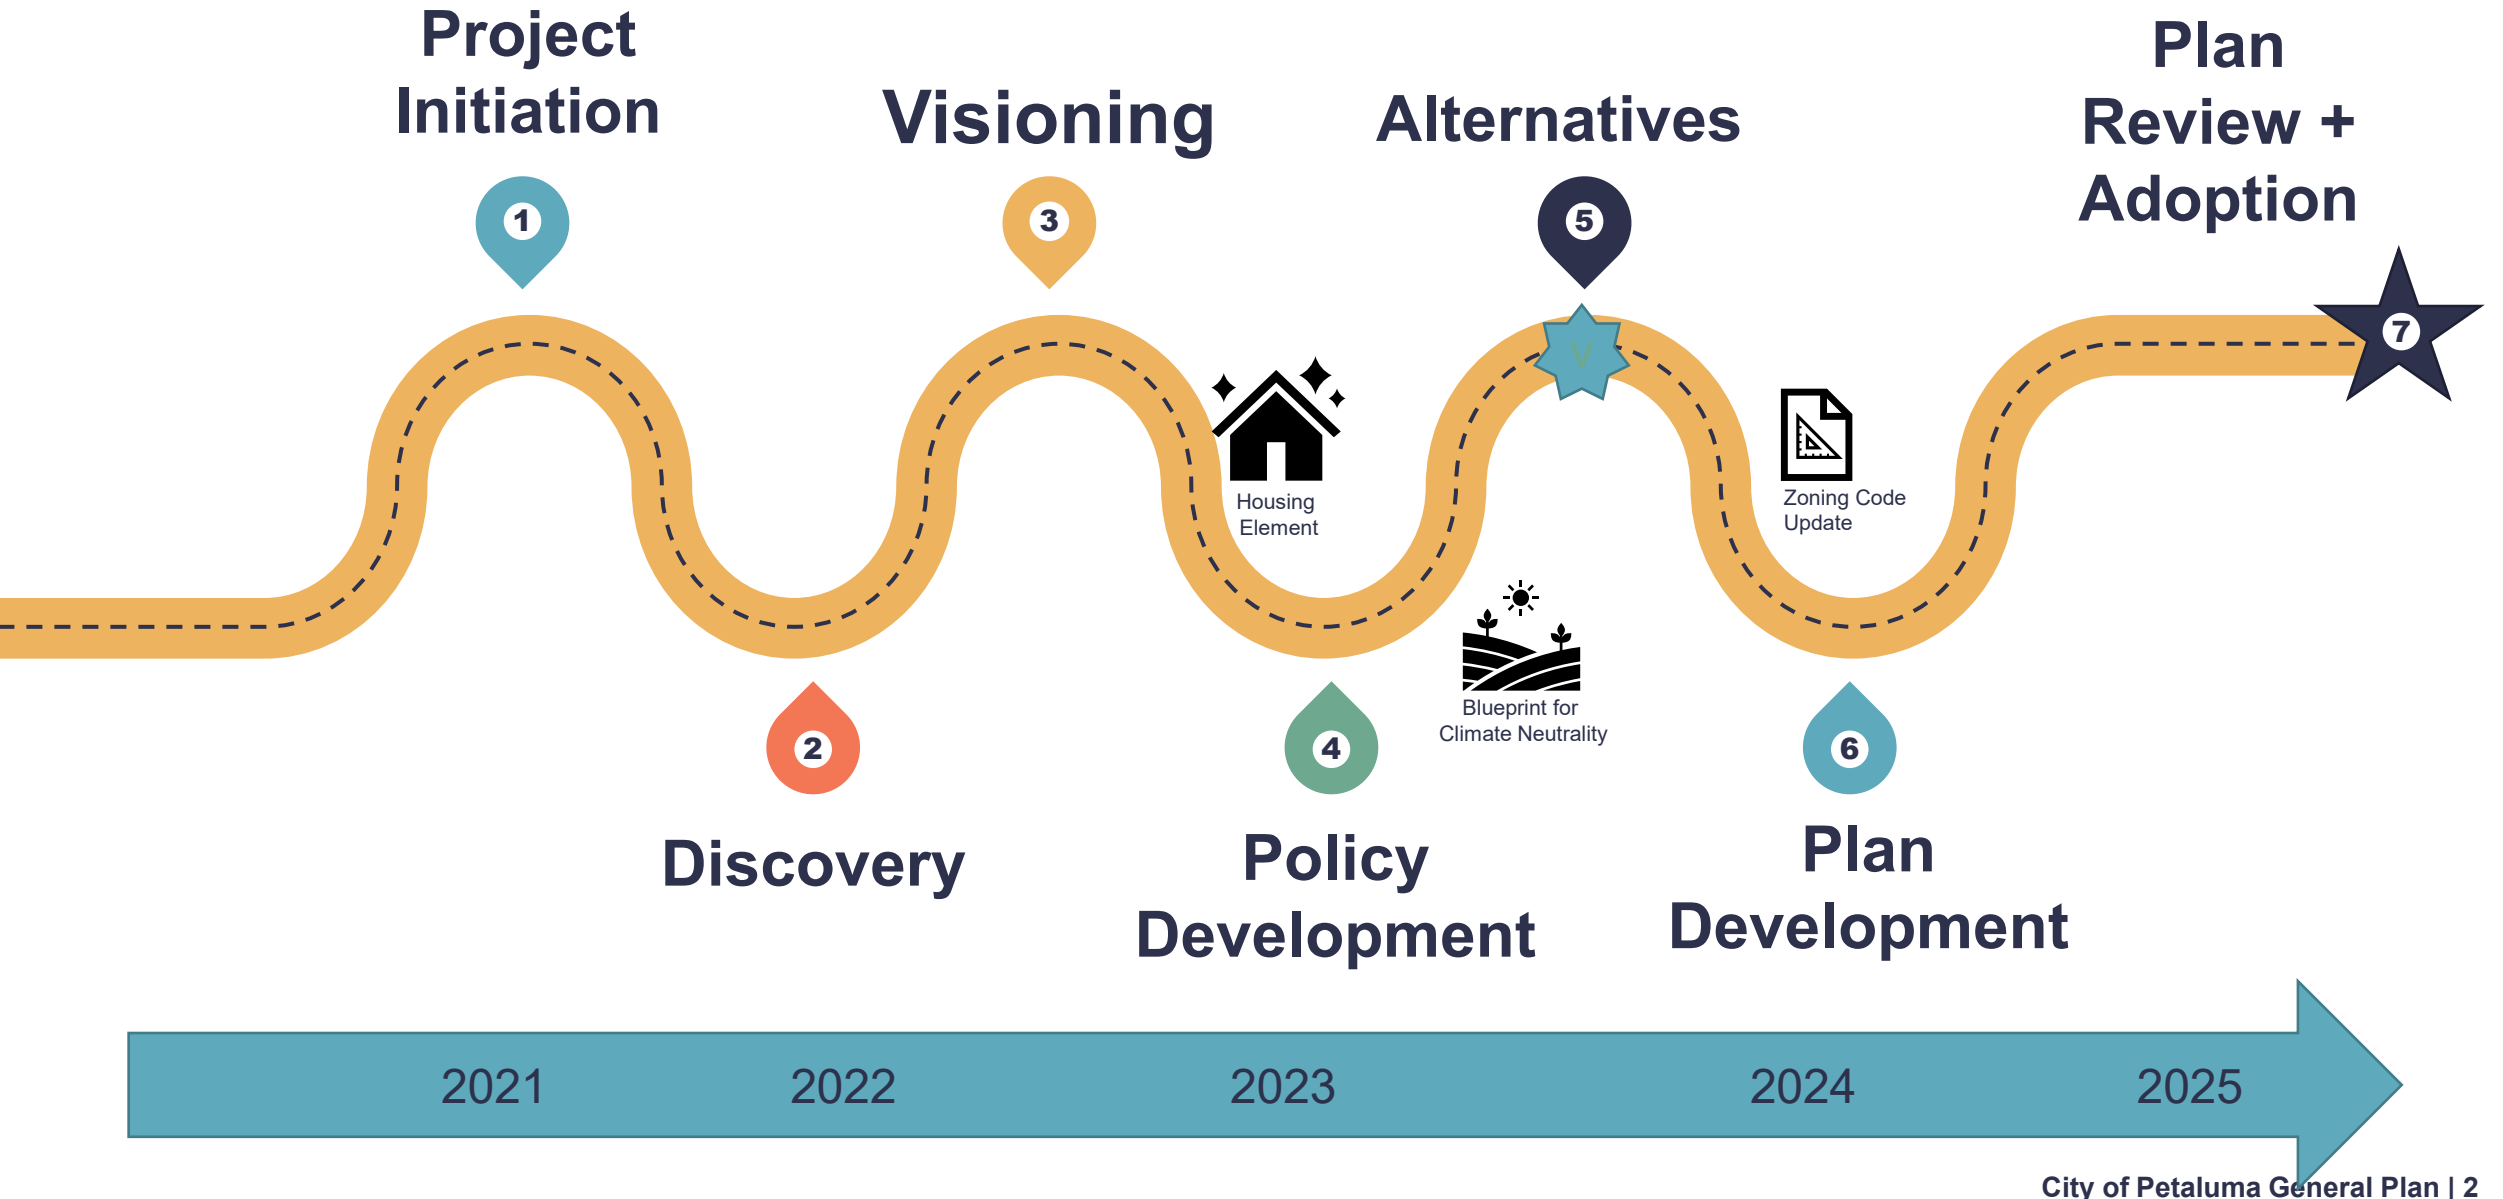 Project
Initiation
Visioning
Alternatives
Plan
Review +
Adoption
1
3
5
7
V
Housing
Element
Zoning Code
Update
Blueprint for
Climate Neutrality
2
4
6
Discovery
Policy
Development
Plan
Development
2021
2022
2023
2024
2025
City of Petaluma General Plan | 2